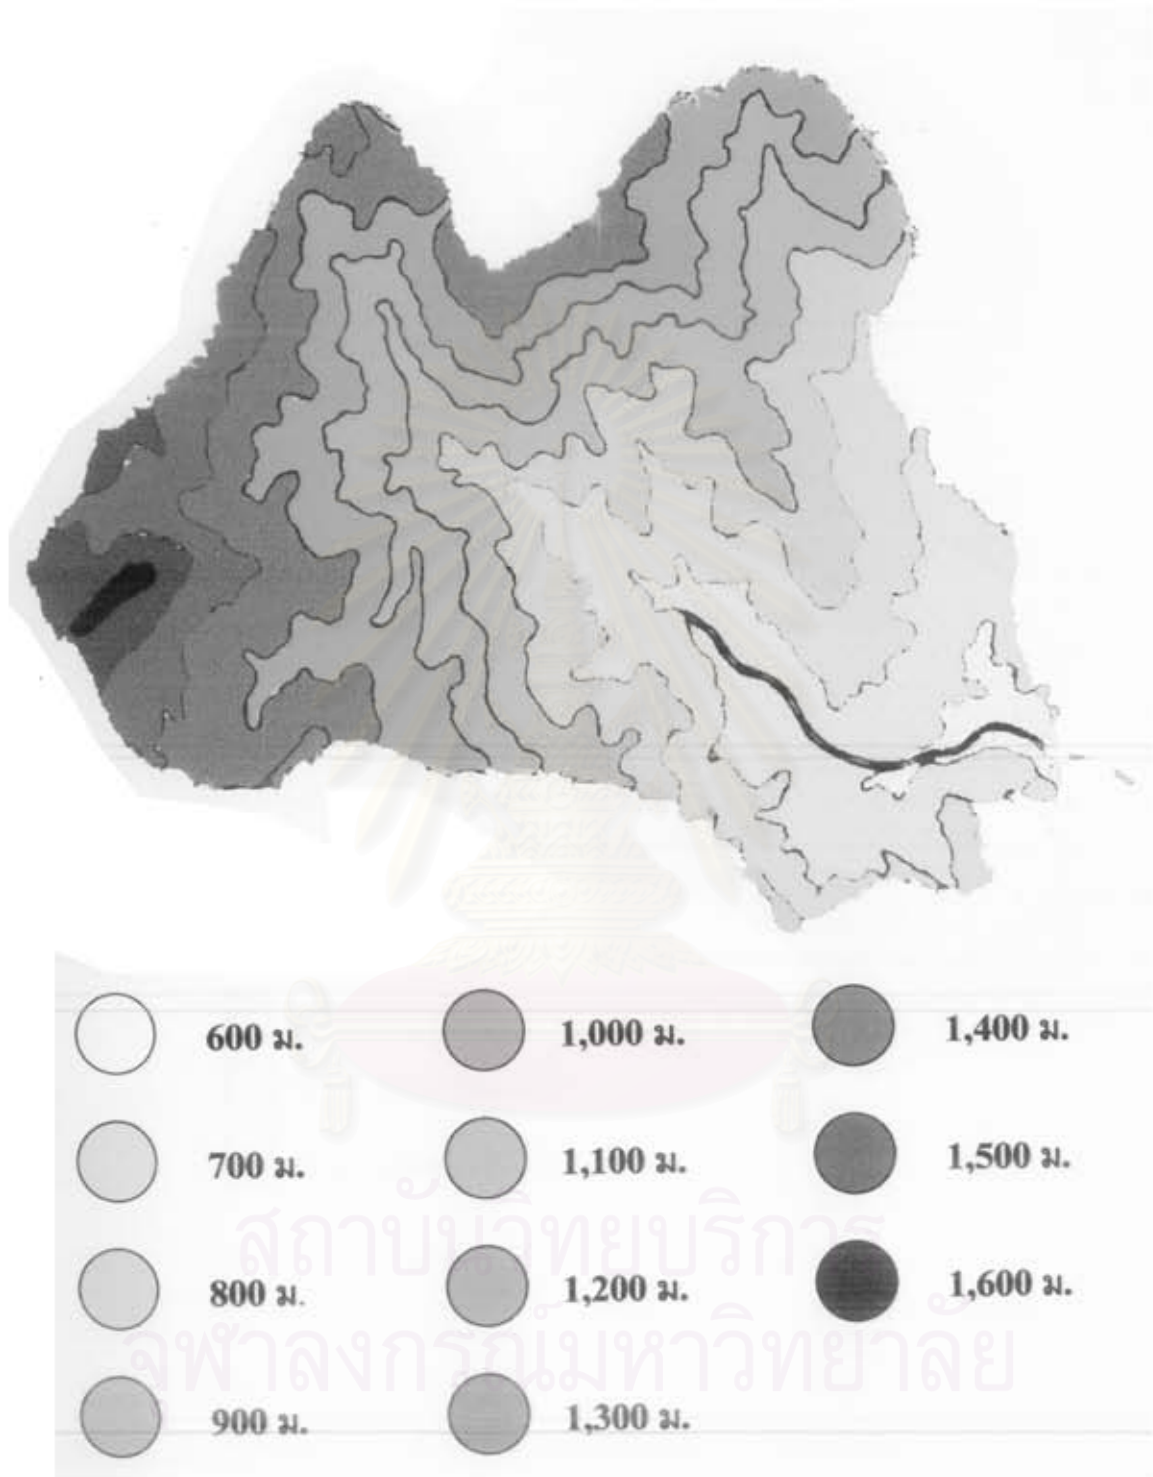 600 ม.
1,000 ม.
1,400 ม.
700 ม.
1,100 ม.
1,500 ม.
800 ม.
1,200 ม.
1,600 ม.
900 ม.
1,300 ม.
สถาบันวิทยบริการ
จุฬาลงกรณ์มหาวิทยาลัย